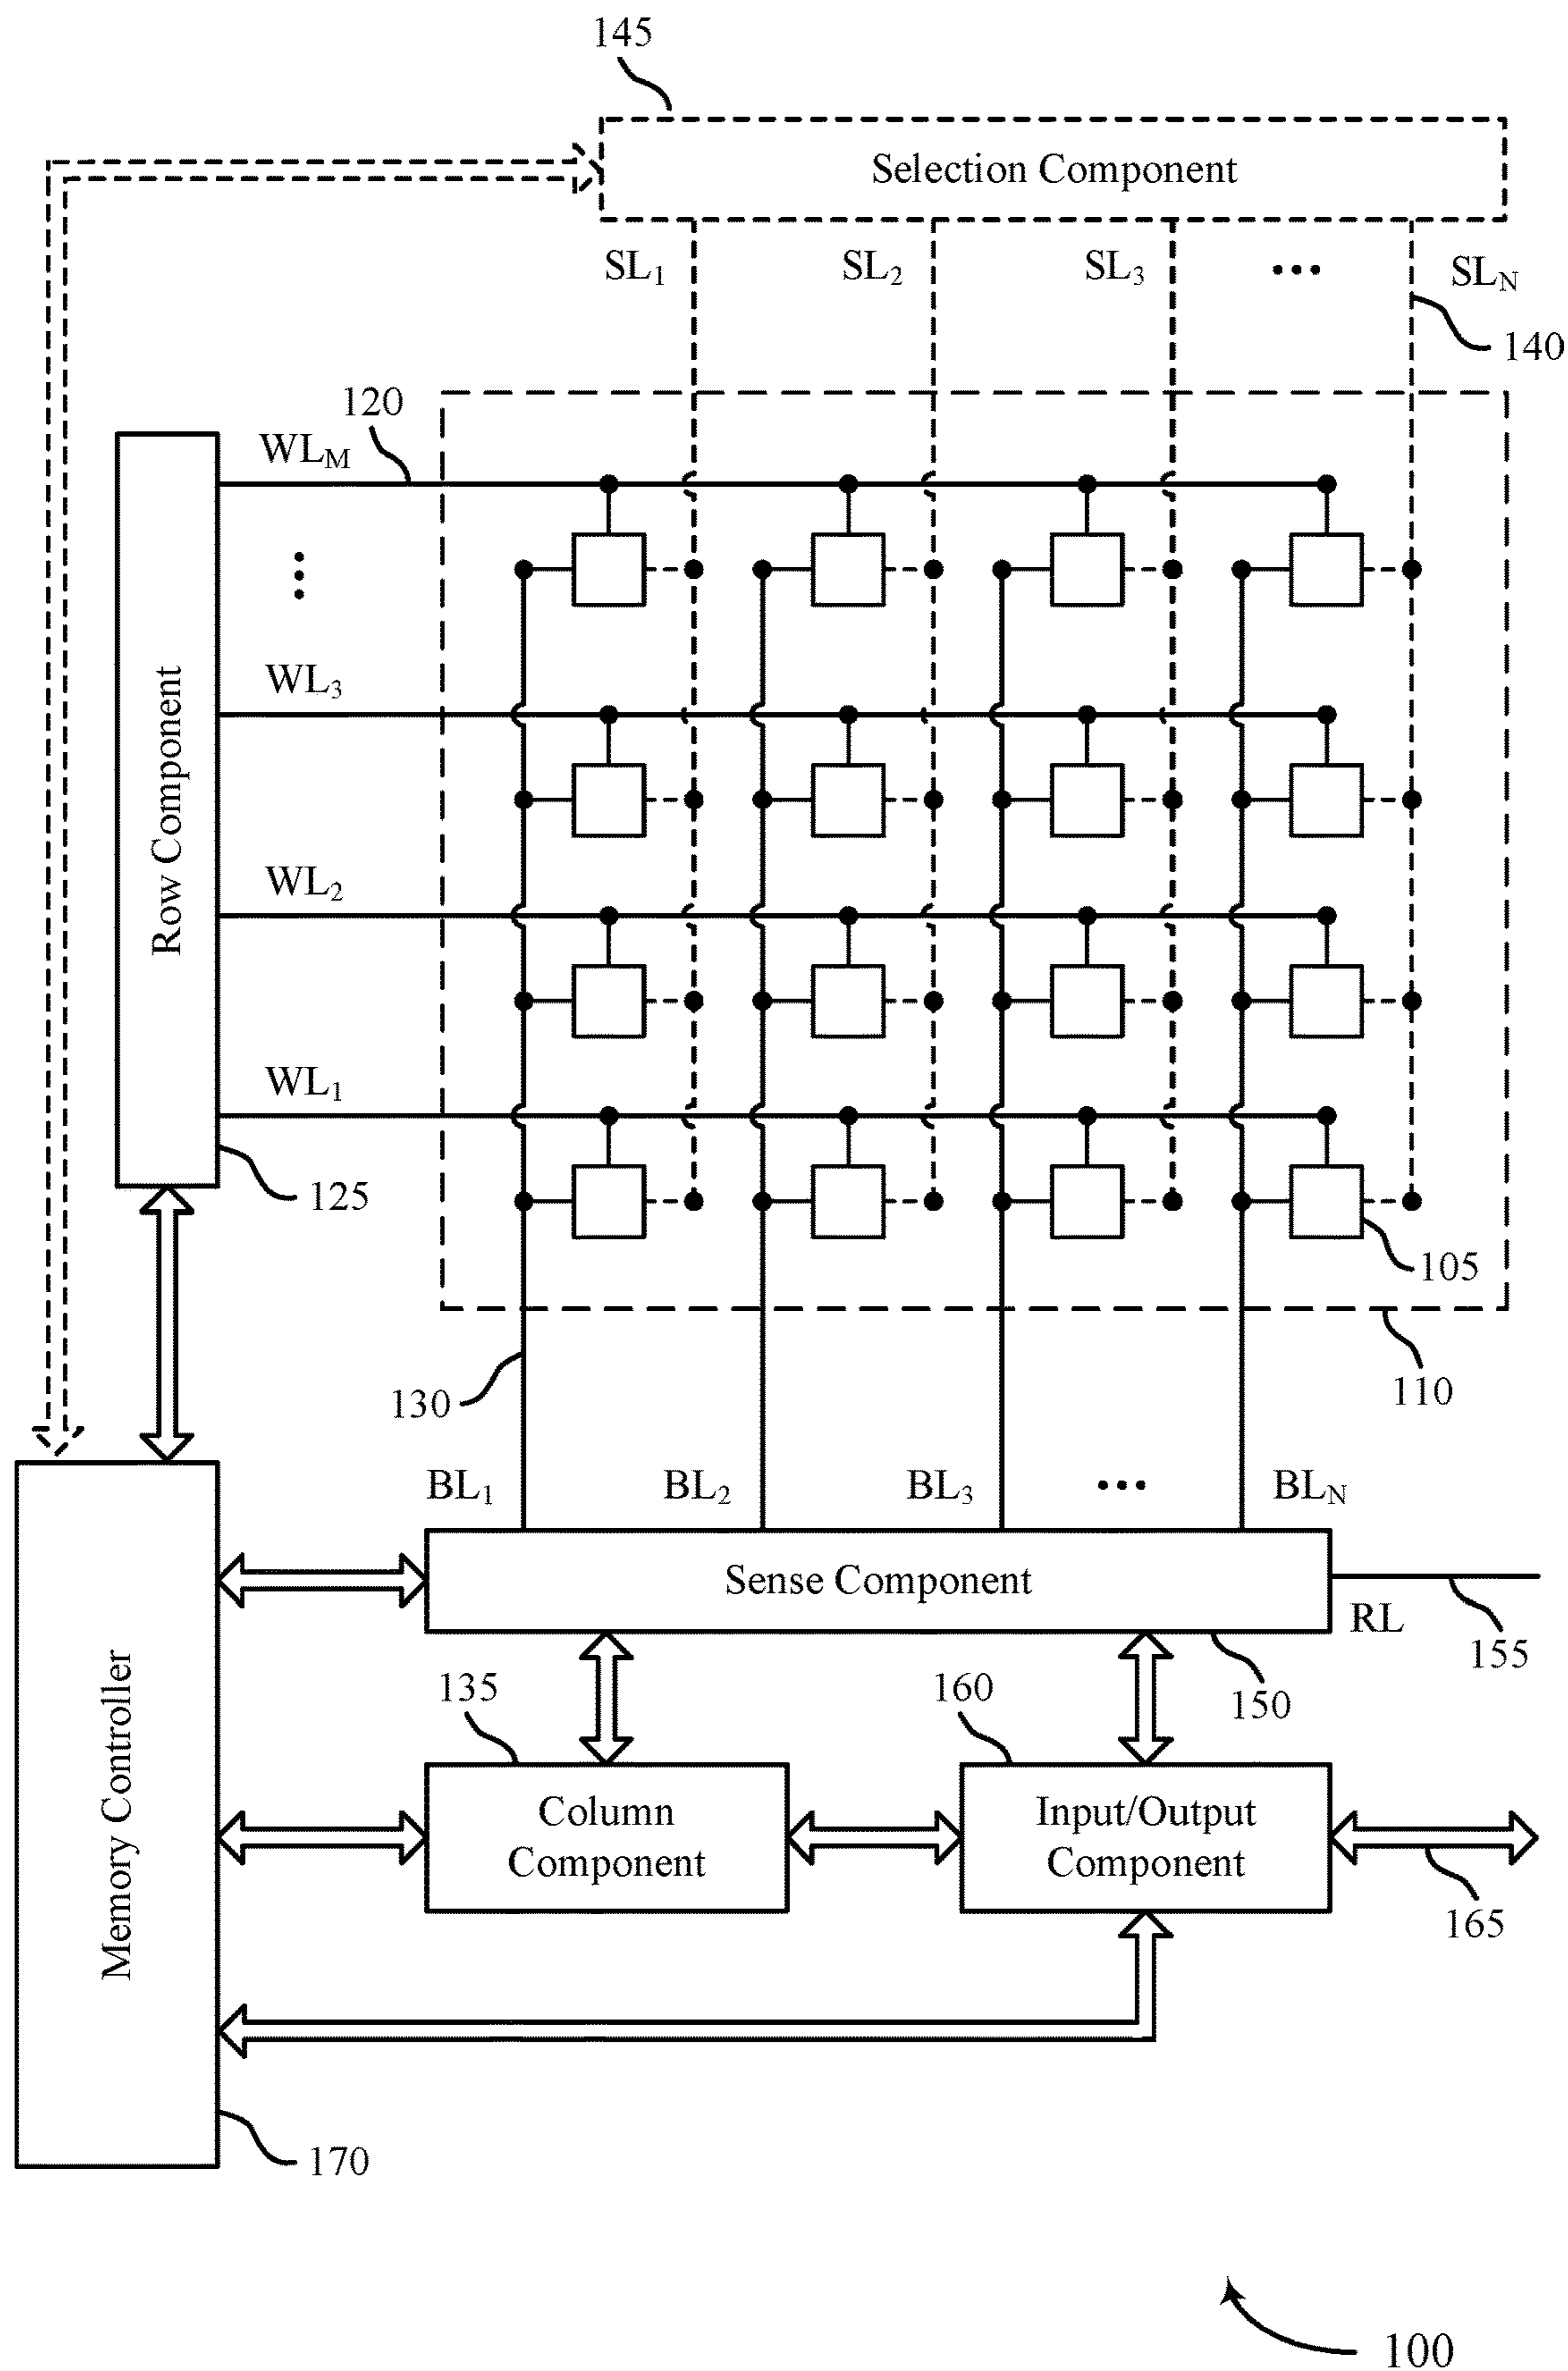 145
Selection Component
SL1
SL2
SL3
...
SLN
140
120
WLM
...
WL3
Row Component
WL2
WL1
125
105
110
130
BL1
BL2
BL3
...
BLN
Sense Component
RL
155
150
135
160
Memory Controller
Column
Component
Input/Output
Component
165
170
100